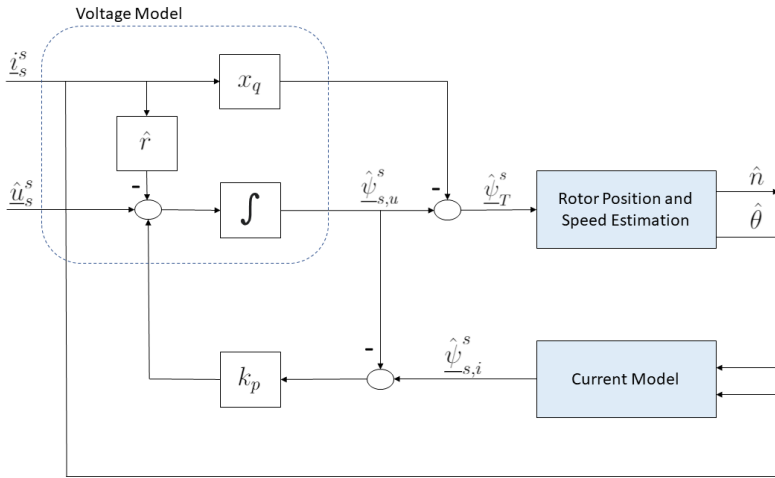 Voltage Model
i_s^s
x_q
r̂
-
û_s^s
∫
ψ̂_{s,u}^s
-
ψ̂_T^s
Rotor Position and
Speed Estimation
n̂
θ̂
-
k_p
ψ̂_{s,i}^s
Current Model